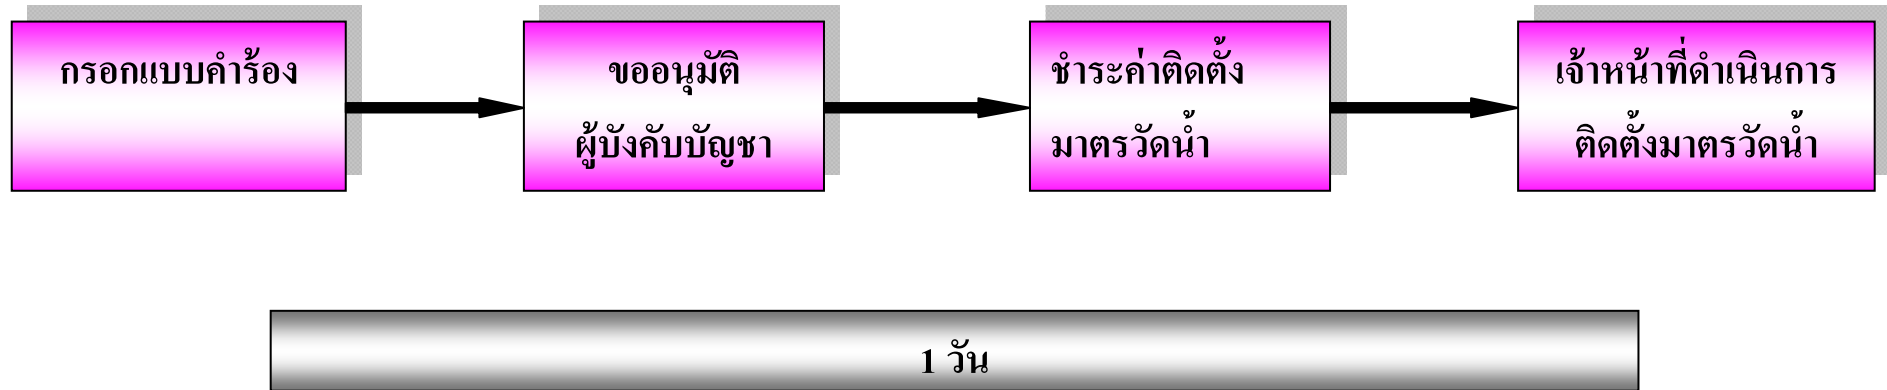 กรอกแบบคำร้อง
ขออนุมัติ
ผู้บังคับบัญชา
ชำระค่าติดตั้ง
มาตรวัดน้ำ
เจ้าหน้าที่ดำเนินการ
ติดตั้งมาตรวัดน้ำ
1 วัน